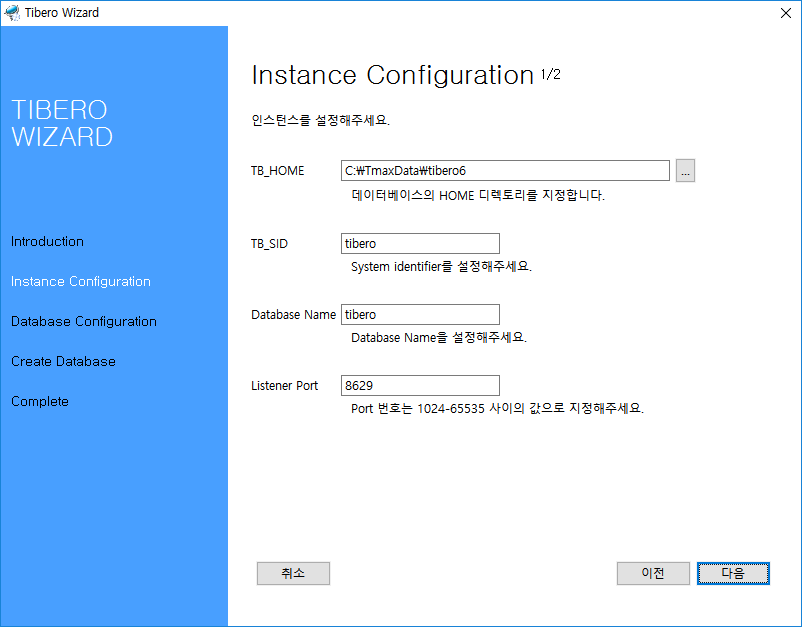 Tibero Wizard
TIBERO
WIZARD
Introduction
Instance Configuration
Database Configuration
Create Database
Complete
Instance Configuration 1/2
인스턴스를 설정해주세요.
TB_HOME C:₩TmaxData₩tibero6 ...
데이터베이스의 HOME 디렉토리를 지정합니다.
TB_SID tibero
System identifier를 설정해주세요.
Database Name tibero
Database Name을 설정해주세요.
Listener Port 8629
Port 번호는 1024-65535 사이의 값으로 지정해주세요.
취소 이전 다음